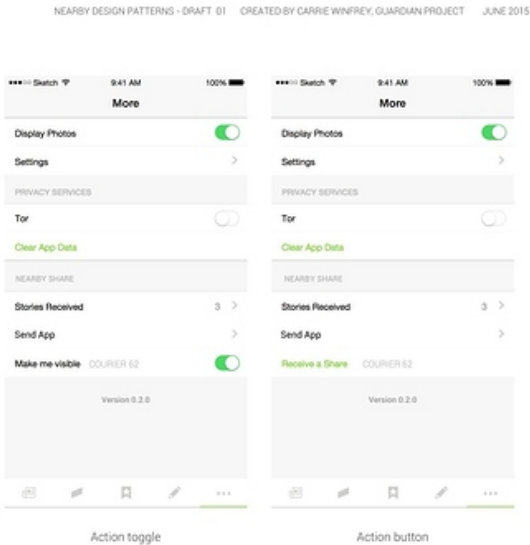 NEARBY DESIGN PATTERNS - DRAFT 01 CREATED BY CARRIE WINFREY, GUARDIAN PROJECT JUNE 2015
Sketch 9:41 AM 100%
More
Display Photos
Settings
PRIVACY SERVICES
Tor
Clear App Data
NEARBY SHARE
Stories Received 3
Send App
Make me visible COURIER 62
Version 0.2.0
Action toggle
Sketch 9:41 AM 100%
More
Display Photos
Settings
PRIVACY SERVICES
Tor
Clear App Data
NEARBY SHARE
Stories Received 3
Send App
Receive a Share COURIER 62
Version 0.2.0
Action button